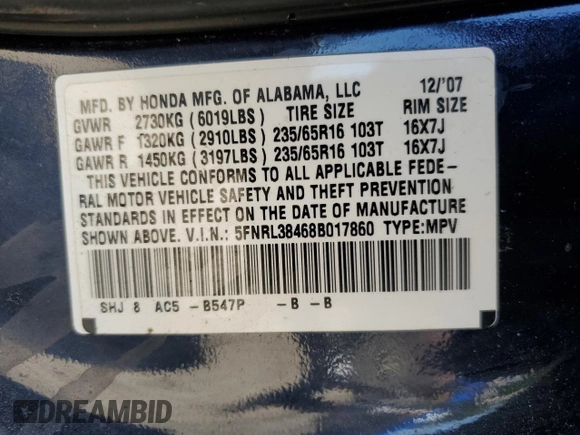 MFD. BY HONDA MFG. OF ALABAMA, LLC 12/'07
GVWR 2730KG ( 6019LBS ) TIRE SIZE RIM SIZE
GAWR F 1320KG ( 2910LBS ) 235/65R16 103T 16X7J
GAWR R 1450KG ( 3197LBS ) 235/65R16 103T 16X7J
THIS VEHICLE CONFORMS TO ALL APPLICABLE FEDE-
RAL MOTOR VEHICLE SAFETY AND THEFT PREVENTION
STANDARDS IN EFFECT ON THE DATE OF MANUFACTURE
SHOWN ABOVE. V.I.N.: 5FNRL38468B017860 TYPE:MPV
SHJ 8 AC5 -B547P -B -B
DREAMBID